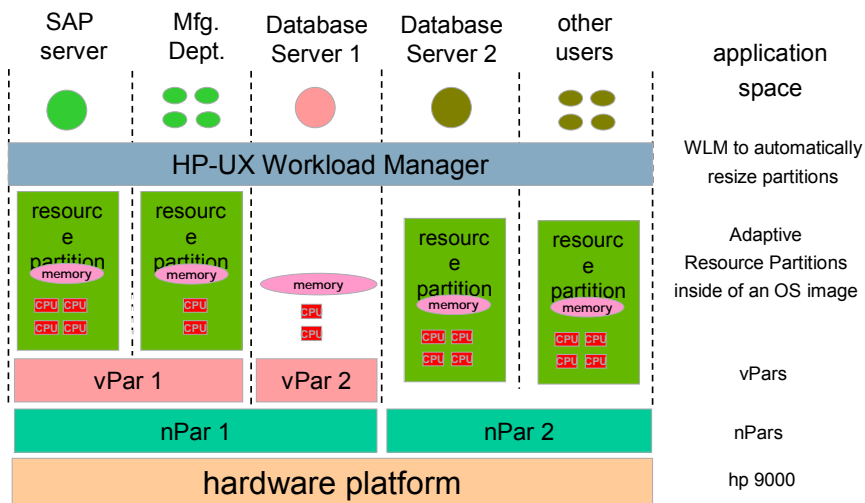 SAP
server
Mfg.
Dept.
Database
Server 1
Database
Server 2
other
users
application
space
HP-UX Workload Manager
WLM to automatically
resize partitions
resourc
e
partition
memory
CPU CPU
CPU CPU
resourc
e
partition
memory
CPU
CPU
memory
CPU
CPU
resourc
e
partition
memory
CPU CPU
CPU CPU
resourc
e
partition
memory
CPU CPU
CPU CPU
Adaptive
Resource Partitions
inside of an OS image
vPar 1
vPar 2
vPars
nPar 1
nPar 2
nPars
hardware platform
hp 9000